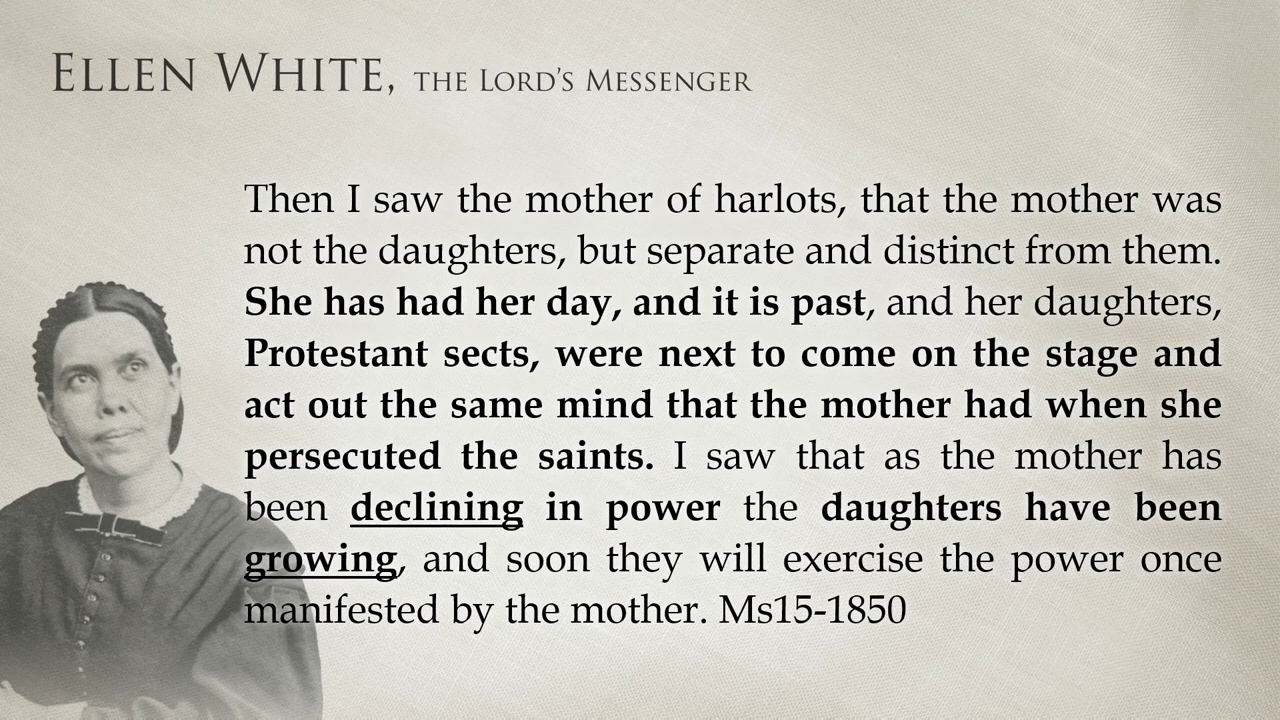 Ellen White, the Lord's Messenger
Then I saw the mother of harlots, that the mother was
not the daughters, but separate and distinct from them.
She has had her day, and it is past, and her daughters,
Protestant sects, were next to come on the stage and
act out the same mind that the mother had when she
persecuted the saints. I saw that as the mother has
been declining in power the daughters have been
growing, and soon they will exercise the power once
manifested by the mother. Ms15-1850